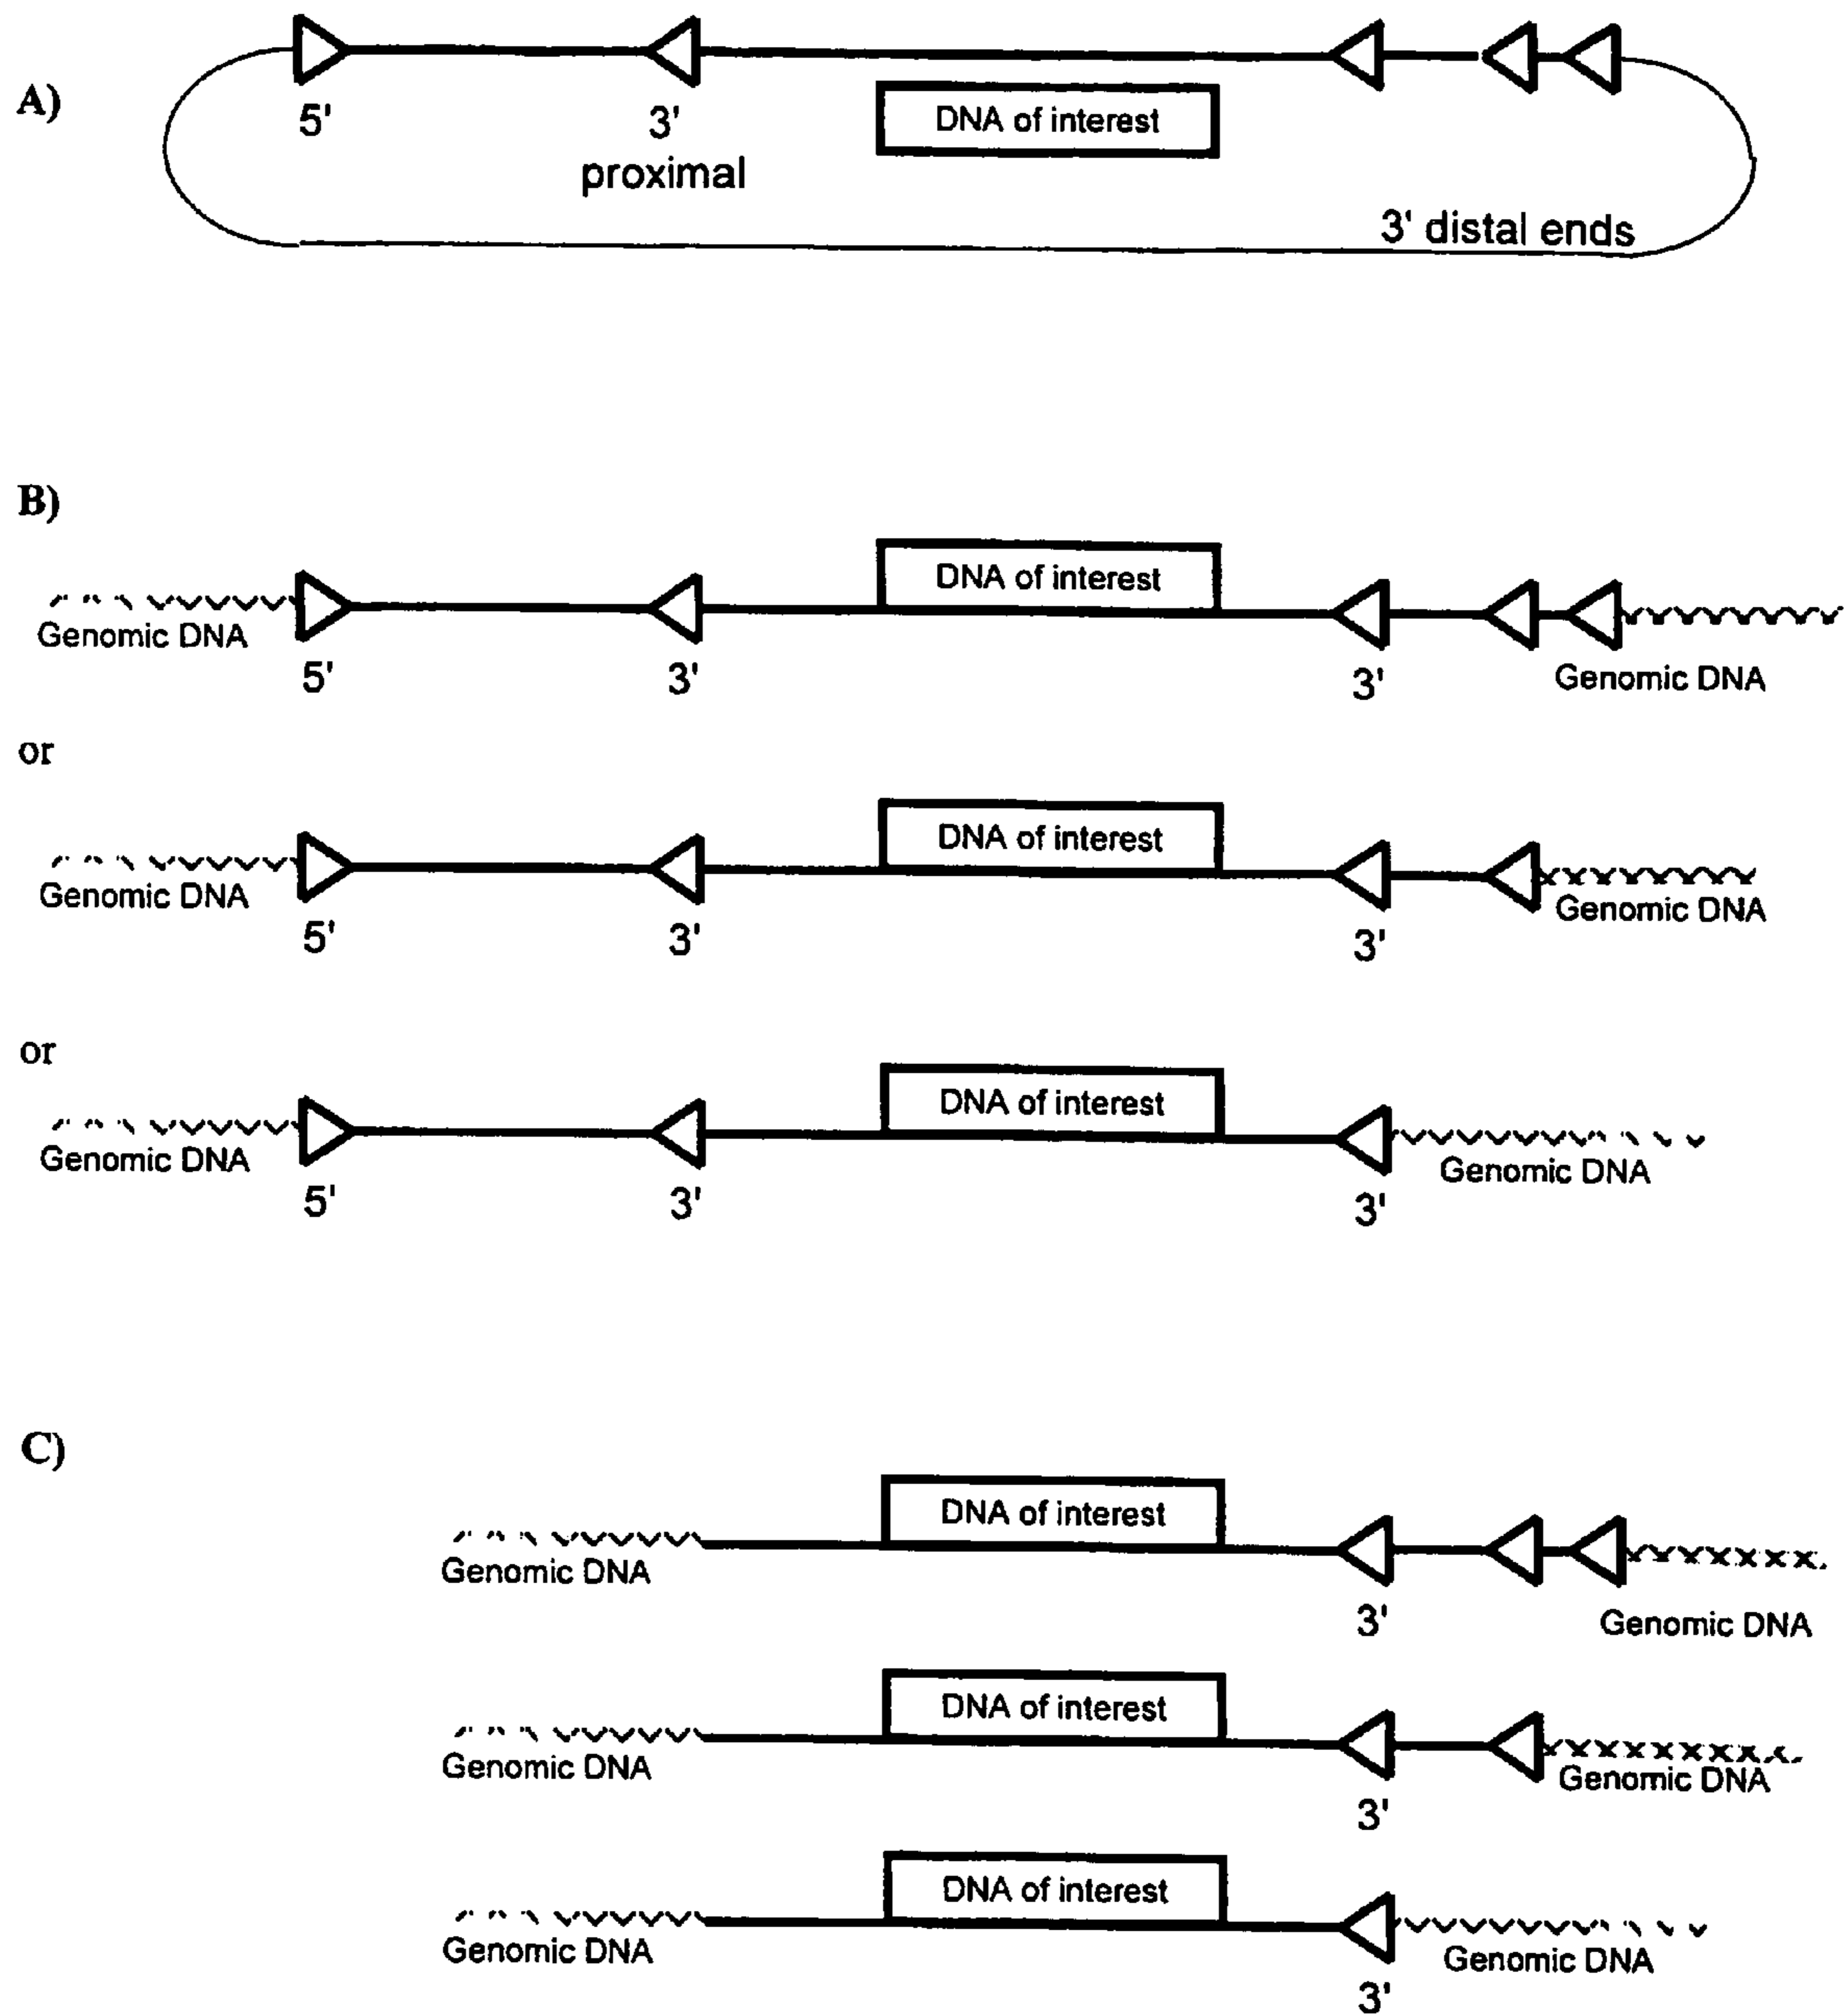 A)
5'
3'
proximal
DNA of interest
3' distal ends
B)
DNA of interest
Genomic DNA
5'
3'
3'
Genomic DNA
or
DNA of interest
Genomic DNA
5'
3'
3'
Genomic DNA
or
DNA of interest
Genomic DNA
5'
3'
3'
Genomic DNA
C)
DNA of interest
Genomic DNA
3'
Genomic DNA
DNA of interest
Genomic DNA
3'
Genomic DNA
DNA of interest
Genomic DNA
3'
Genomic DNA